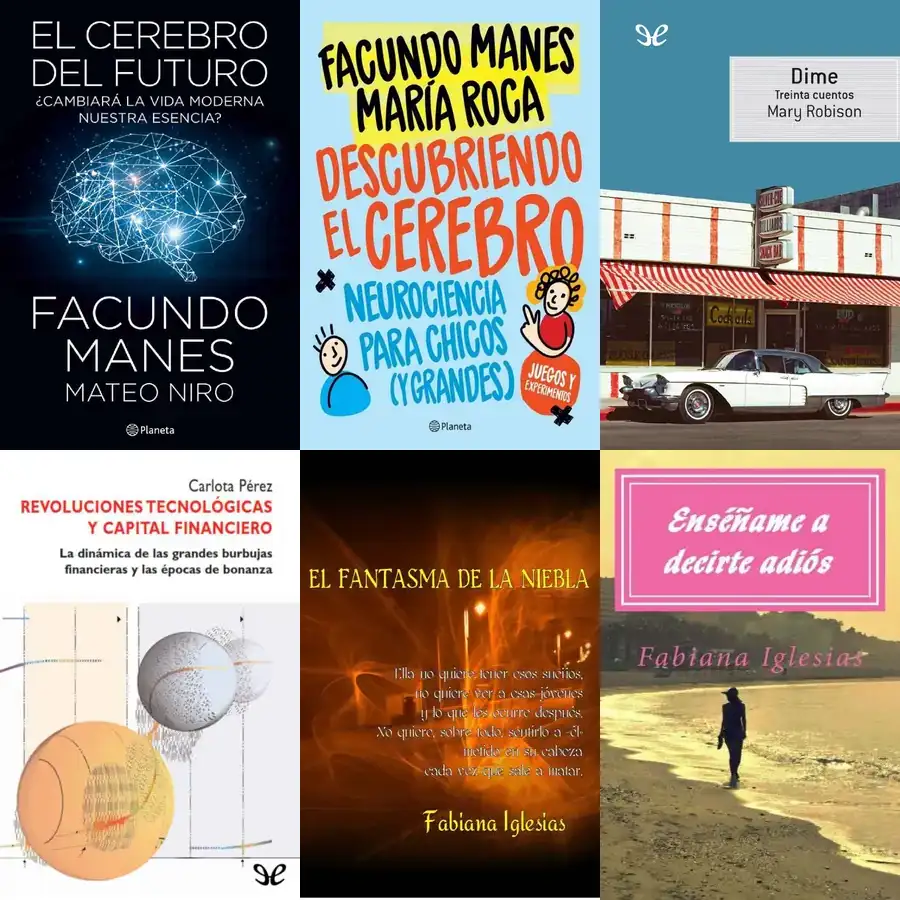 EL CEREBRO
DEL FUTURO
¿CAMBIARÁ LA VIDA MODERNA
NUESTRA ESENCIA?
FACUNDO
MANES
MATEO NIRO
Planeta
FACUNDO MANES
MARÍA ROCA
DESCUBRIENDO
EL CEREBRO
NEUROCIENCIA
PARA CHICOS
(Y GRANDES)
JUEGOS Y
EXPERIMENTOS
Planeta
Dime
Treinta cuentos
Mary Robison
Cocktails
Carlota Pérez
REVOLUCIONES TECNOLÓGICAS
Y CAPITAL FINANCIERO
La dinámica de las grandes burbujas
financieras y las épocas de bonanza
EL FANTASMA DE LA NIEBLA
Ella no quiere tener esos sueños,
no quiere ver a esas jóvenes
y lo que les ocurre después.
No quiere, sobre todo, sentirlo a -él-
metido en su cabeza
cada vez que sale a matar.
Fabiana Iglesias
Enséñame a
decirte adiós
Fabiana Iglesias